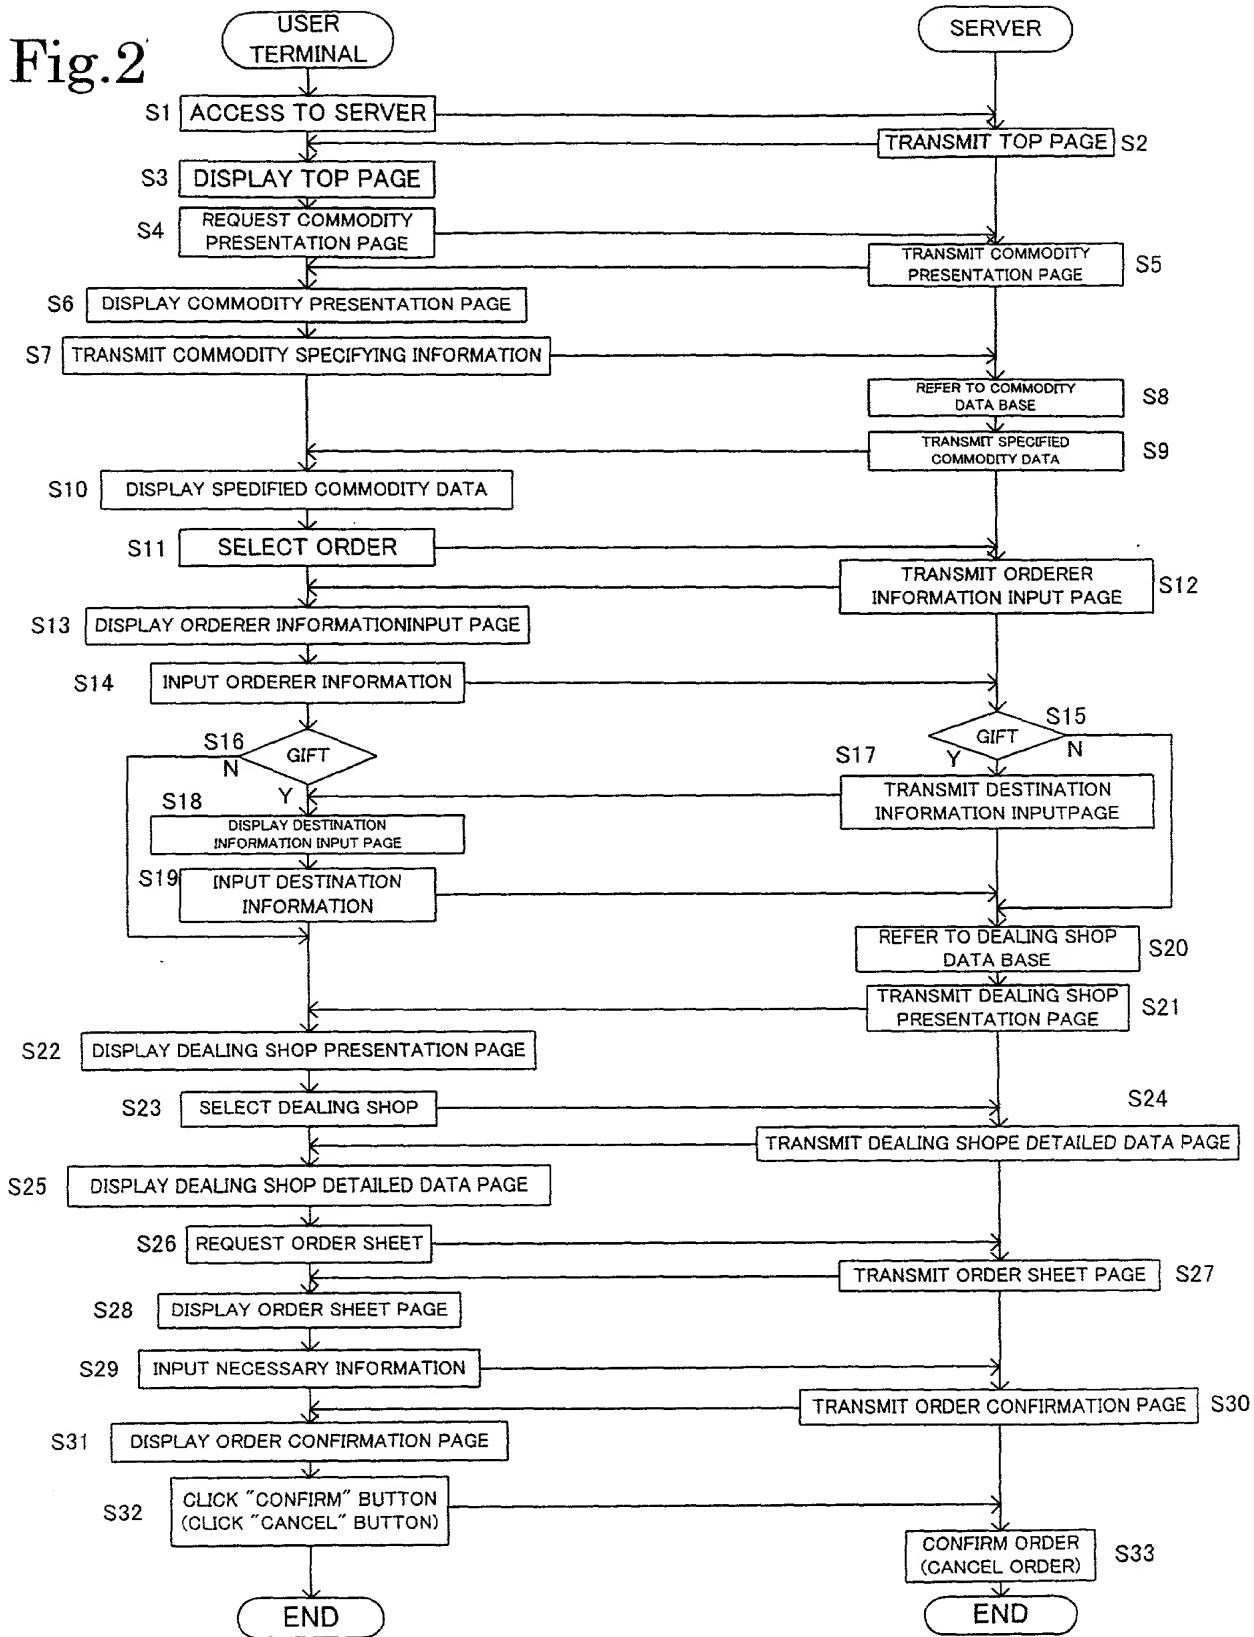 Fig.2
USER
TERMINAL
SERVER
S1
ACCESS TO SERVER
TRANSMIT TOP PAGE
S2
S3
DISPLAY TOP PAGE
S4
REQUEST COMMODITY
PRESENTATION PAGE
TRANSMIT COMMODITY
PRESENTATION PAGE
S5
S6
DISPLAY COMMODITY PRESENTATION PAGE
S7
TRANSMIT COMMODITY SPECIFYING INFORMATION
REFER TO COMMODITY
DATA BASE
S8
TRANSMIT SPECIFIED
COMMODITY DATA
S9
S10
DISPLAY SPEDIFIED COMMODITY DATA
S11
SELECT ORDER
TRANSMIT ORDERER
INFORMATION INPUT PAGE
S12
S13
DISPLAY ORDERER INFORMATIONINPUT PAGE
S14
INPUT ORDERER INFORMATION
S15
GIFT
Y
N
S16
GIFT
N
Y
S17
TRANSMIT DESTINATION
INFORMATION INPUTPAGE
S18
DISPLAY DESTINATION
INFORMATION INPUT PAGE
S19
INPUT DESTINATION
INFORMATION
REFER TO DEALING SHOP
DATA BASE
S20
TRANSMIT DEALING SHOP
PRESENTATION PAGE
S21
S22
DISPLAY DEALING SHOP PRESENTATION PAGE
S23
SELECT DEALING SHOP
S24
TRANSMIT DEALING SHOPE DETAILED DATA PAGE
S25
DISPLAY DEALING SHOP DETAILED DATA PAGE
S26
REQUEST ORDER SHEET
TRANSMIT ORDER SHEET PAGE
S27
S28
DISPLAY ORDER SHEET PAGE
S29
INPUT NECESSARY INFORMATION
TRANSMIT ORDER CONFIRMATION PAGE
S30
S31
DISPLAY ORDER CONFIRMATION PAGE
S32
CLICK "CONFIRM" BUTTON
(CLICK "CANCEL" BUTTON)
CONFIRM ORDER
(CANCEL ORDER)
S33
END
END